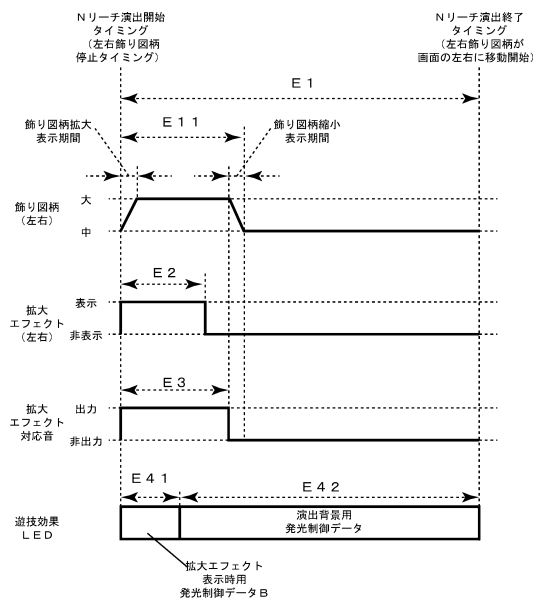 Nリーチ演出開始
タイミング
(左右飾り図柄
停止タイミング)
Nリーチ演出終了
タイミング
(左右飾り図柄が
画面の左右に移動開始)
E1
E11
飾り図柄拡大
表示期間
飾り図柄縮小
表示期間
飾り図柄
(左右)
大
中
E2
拡大
エフェクト
(左右)
表示
非表示
E3
拡大
エフェクト
対応音
出力
非出力
E41
E42
遊技効果
LED
演出背景用
発光制御データ
拡大エフェクト
表示時用
発光制御データB